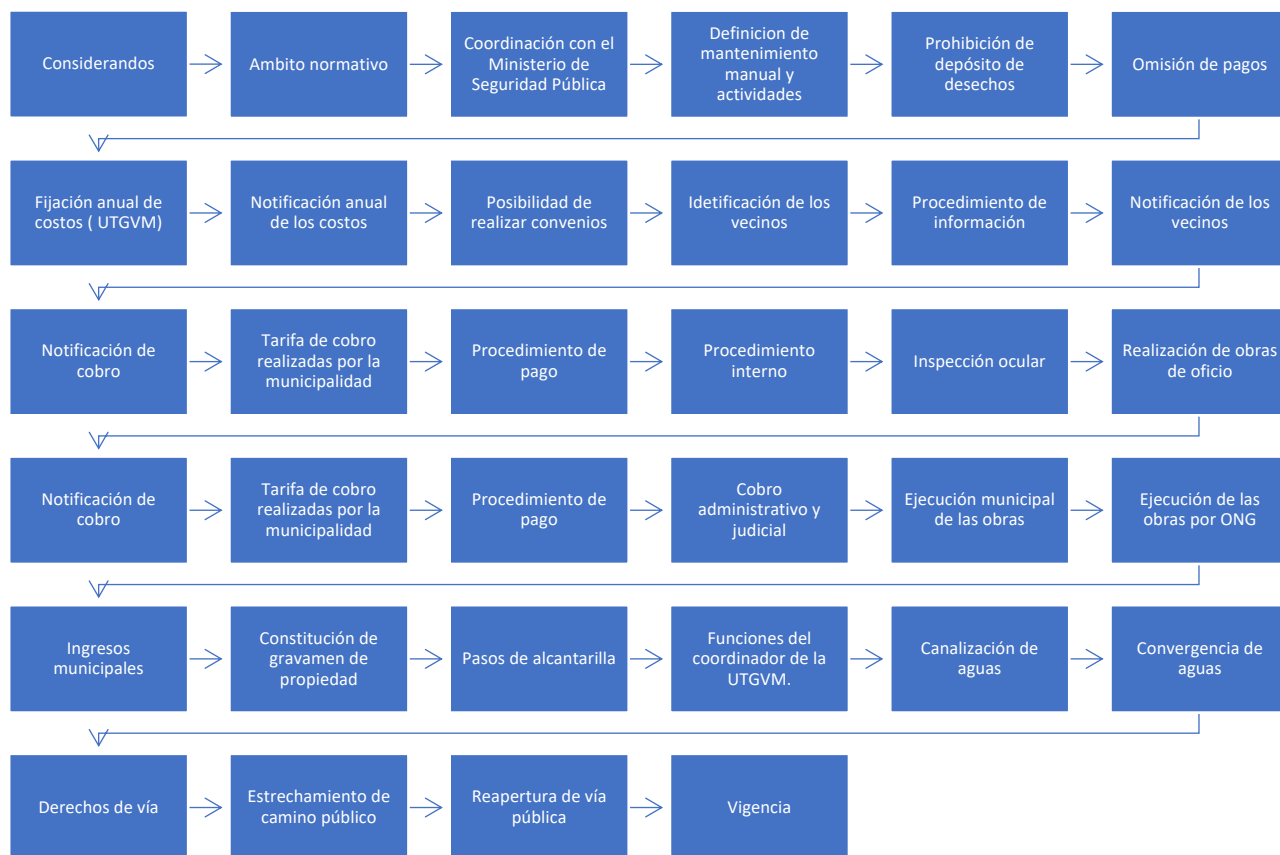 Considerandos
Ambito normativo
Coordinación con el
Ministerio de
Seguridad Pública
Definicion de
mantenimiento
manual y
actividades
Prohibición de
depósito de
desechos
Omisión de pagos
Fijación anual de
costos ( UTGVM)
Notificación anual
de los costos
Posibilidad de
realizar convenios
Idetificación de los
vecinos
Procedimiento de
información
Notificación de los
vecinos
Notificación de
cobro
Tarifa de cobro
realizadas por la
municipalidad
Procedimiento de
pago
Procedimiento
interno
Inspección ocular
Realización de obras
de oficio
Notificación de
cobro
Tarifa de cobro
realizadas por la
municipalidad
Procedimiento de
pago
Cobro
administrativo y
judicial
Ejecución municipal
de las obras
Ejecución de las
obras por ONG
Ingresos
municipales
Constitución de
gravamen de
propiedad
Pasos de alcantarilla
Funciones del
coordinador de la
UTGVM.
Canalización de
aguas
Convergencia de
aguas
Derechos de vía
Estrechamiento de
camino público
Reapertura de vía
pública
Vigencia